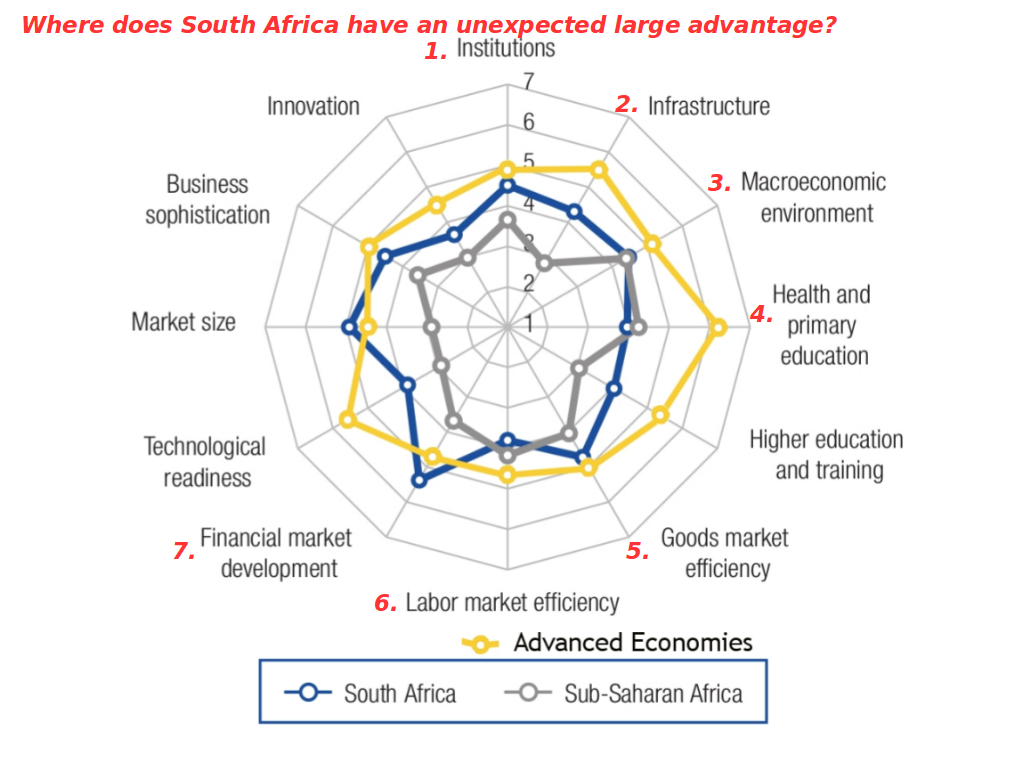 Where does South Africa have an unexpected large advantage?
1. Institutions
Innovation
2. Infrastructure
Business
sophistication
3. Macroeconomic
environment
Market size
4. Health and
primary
education
Technological
readiness
Higher education
and training
7. Financial market
development
5. Goods market
efficiency
6. Labor market efficiency
7
6
5
4
3
2
1
Advanced Economies
South Africa
Sub-Saharan Africa